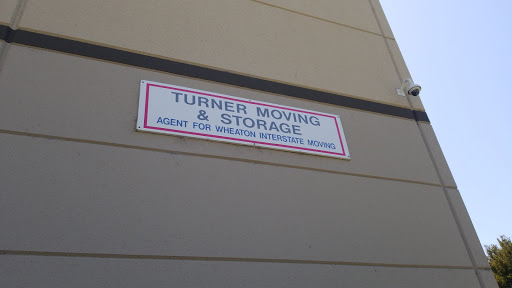 TURNER MOVING
& STORAGE
AGENT FOR WHEATON INTERSTATE MOVING